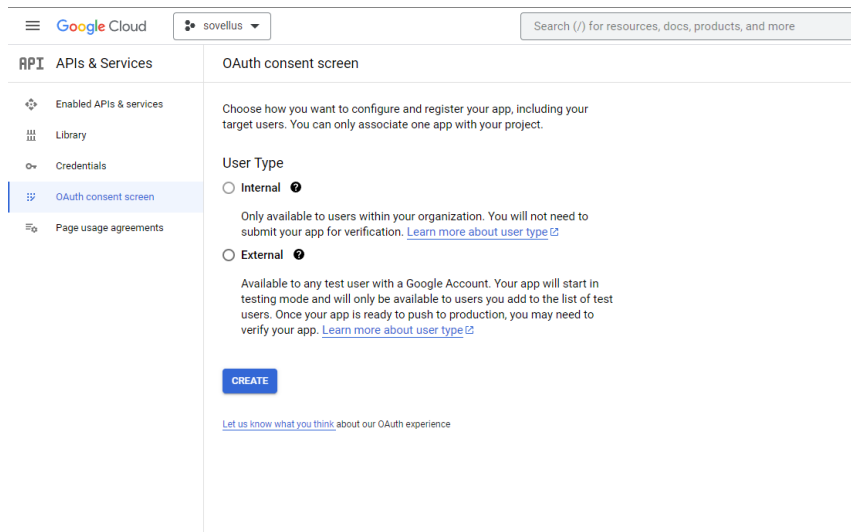 Google Cloud
sovellus
Search (/) for resources, docs, products, and more
API APIs & Services
OAuth consent screen
Enabled APIs & services
Library
Credentials
OAuth consent screen
Page usage agreements
Choose how you want to configure and register your app, including your
target users. You can only associate one app with your project.
User Type
Internal
Only available to users within your organization. You will not need to
submit your app for verification. Learn more about user type
External
Available to any test user with a Google Account. Your app will start in
testing mode and will only be available to users you add to the list of test
users. Once your app is ready to push to production, you may need to
verify your app. Learn more about user type
CREATE
Let us know what you think about our OAuth experience